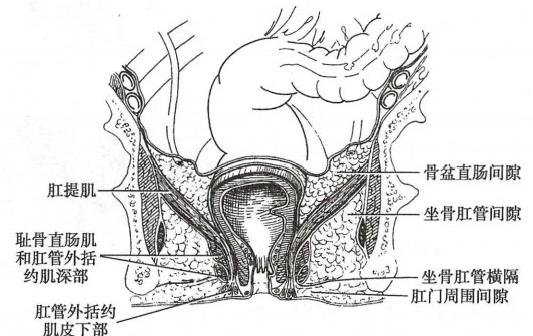 骨盆直肠间隙
肛提肌
坐骨肛管间隙
耻骨直肠肌
和肛管外括
约肌深部
坐骨肛管横隔
肛门周围间隙
肛管外括约
肌皮下部